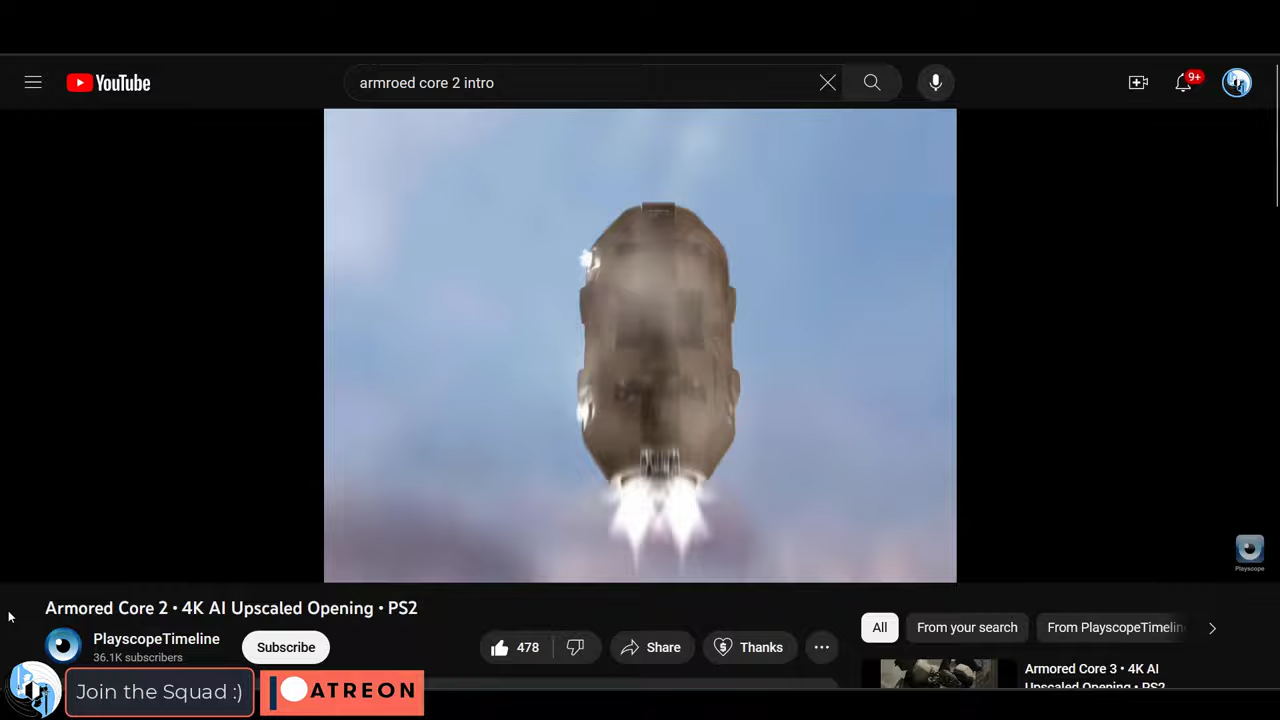 YouTube
armroed core 2 intro
9+
Playscope
Armored Core 2 • 4K AI Upscaled Opening • PS2
PlayscopeTimeline
36.1K subscribers
Subscribe
478
Share
Thanks
All
From your search
From PlayscopeTimelin
Armored Core 3 • 4K AI
Upscaled Opening • PS2
Join the Squad :)
PATREON